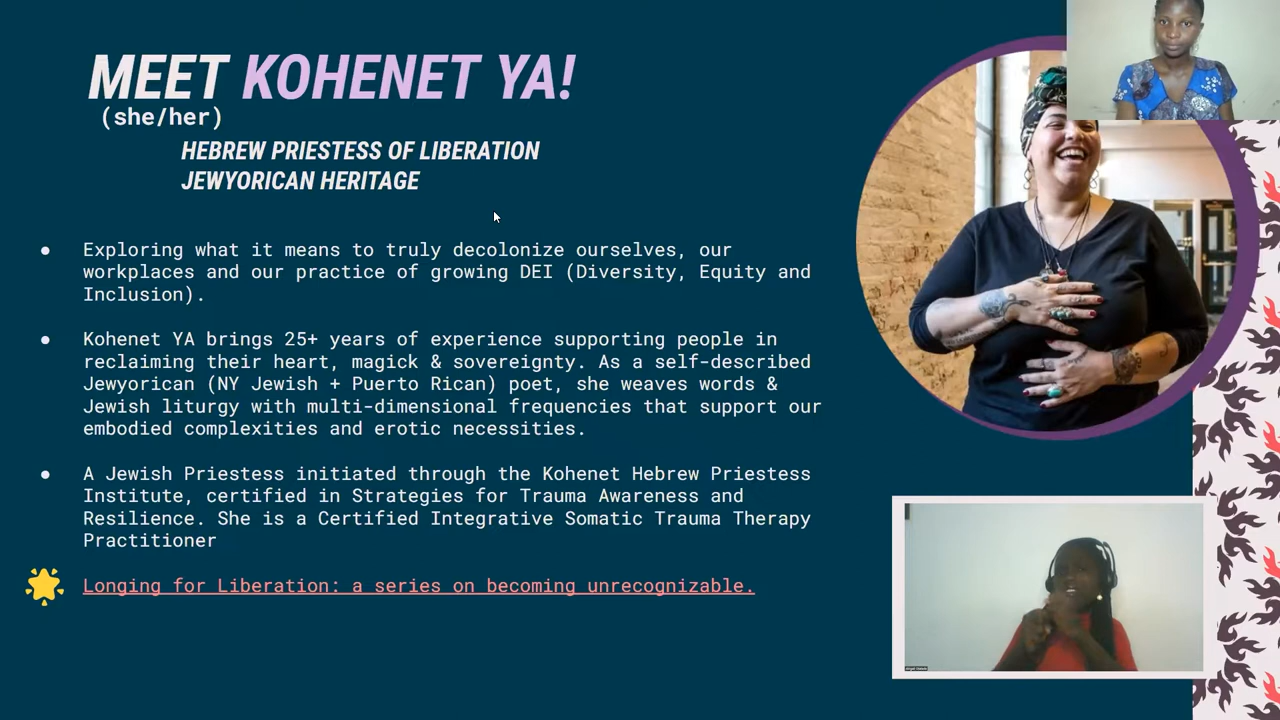 MEET KOHENET YA!
(she/her)
HEBREW PRIESTESS OF LIBERATION
JEWYORICAN HERITAGE
● Exploring what it means to truly decolonize ourselves, our
workplaces and our practice of growing DEI (Diversity, Equity and
Inclusion).
● Kohenet YA brings 25+ years of experience supporting people in
reclaiming their heart, magick & sovereignty. As a self-described
Jewyorican (NY Jewish + Puerto Rican) poet, she weaves words &
Jewish liturgy with multi-dimensional frequencies that support our
embodied complexities and erotic necessities.
● A Jewish Priestess initiated through the Kohenet Hebrew Priestess
Institute, certified in Strategies for Trauma Awareness and
Resilience. She is a Certified Integrative Somatic Trauma Therapy
Practitioner
Longing for Liberation: a series on becoming unrecognizable.